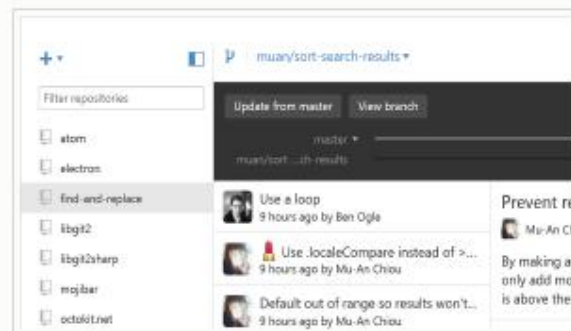 muan/sort-search-results
Filter repositories
atom
electron
find-and-replace
libgit2
libgit2sharp
mojibar
octokit.net
Update from master
View branch
master
muan/sort ...ch-results
Use a loop
9 hours ago by Ben Ogle
Use .localeCompare instead of >...
9 hours ago by Mu-An Chiou
Default out of range so results won't...
9 hours ago by Mu-An Chiou
Prevent re
Mu-An C
By making a
only add mo
is above the